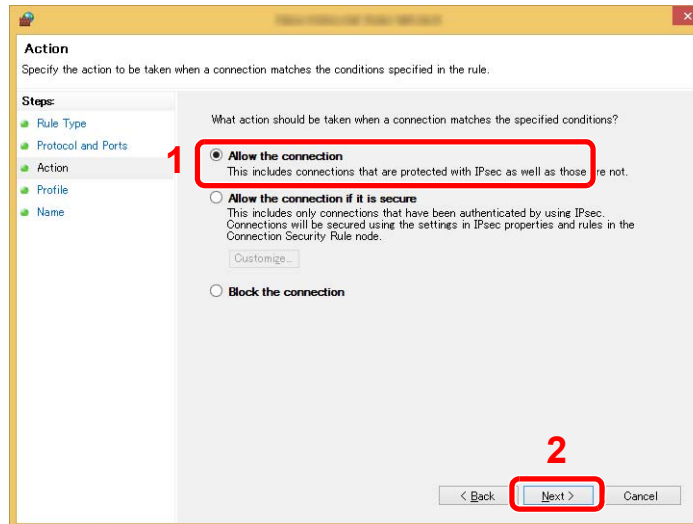 Action
Specify the action to be taken when a connection matches the conditions specified in the rule.
Steps:
Rule Type
Protocol and Ports
Action
Profile
Name
What action should be taken when a connection matches the specified conditions?
1
Allow the connection
This includes connections that are protected with IPsec as well as those are not.
Allow the connection if it is secure
This includes only connections that have been authenticated by using IPsec.
Connections will be secured using the settings in IPsec properties and rules in the
Connection Security Rule node.
Customize...
Block the connection
2
< Back
Next >
Cancel